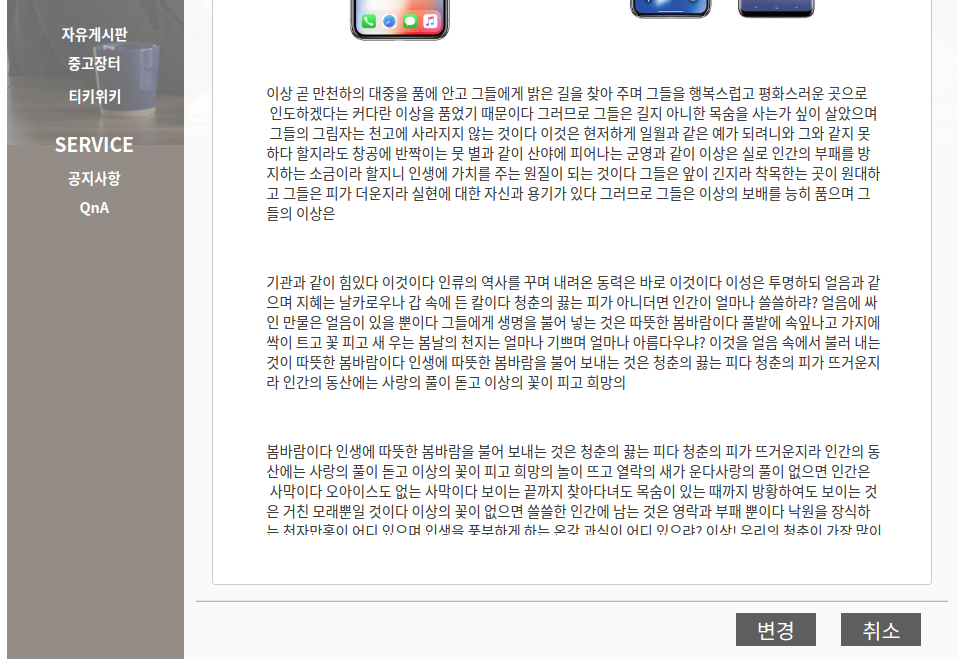 자유게시판
중고장터
티키위키
SERVICE
공지사항
QnA
이상 곧 만천하의 대중을 품에 안고 그들에게 밝은 길을 찾아 주며 그들을 행복스럽고 평화스러운 곳으로
인도하겠다는 커다란 이상을 품었기 때문이다 그러므로 그들은 길지 아니한 목숨을 사는가 싶이 살았으며
그들의 그림자는 천고에 사라지지 않는 것이다 이것은 현저하게 일월과 같은 예가 되려니와 그와 같지 못
하다 할지라도 창공에 반짝이는 뭇 별과 같이 산야에 피어나는 군영과 같이 이상은 실로 인간의 부패를 방
지하는 소금이라 할지니 인생에 가치를 주는 원질이 되는 것이다 그들은 앞이 긴지라 착목한는 곳이 원대하
고 그들은 피가 더운지라 실현에 대한 자신과 용기가 있다 그러므로 그들은 이상의 보배를 능히 품으며 그
들의 이상은
기관과 같이 힘있다 이것이다 인류의 역사를 꾸며 내려온 동력은 바로 이것이다 이성은 투명하되 얼음과 같
으며 지혜는 날카로우나 갑 속에 든 칼이다 청춘의 끓는 피가 아니더면 인간이 얼마나 쓸쓸하랴? 얼음에 싸
인 만물은 얼음이 있을 뿐이다 그들에게 생명을 불어 넣는 것은 따뜻한 봄바람이다 풀밭에 속잎나고 가지에
싹이 트고 꽃 피고 새 우는 봄날의 천지는 얼마나 기쁘며 얼마나 아름다우냐? 이것을 얼음 속에서 불러 내는
것이 따뜻한 봄바람이다 인생에 따뜻한 봄바람을 불어 보내는 것은 청춘의 끓는 피다 청춘의 피가 뜨거운지
라 인간의 동산에는 사랑의 풀이 돋고 이상의 꽃이 피고 희망의
봄바람이다 인생에 따뜻한 봄바람을 불어 보내는 것은 청춘의 끓는 피다 청춘의 피가 뜨거운지라 인간의 동
산에는 사랑의 풀이 돋고 이상의 꽃이 피고 희망의 놀이 뜨고 열락의 새가 운다사랑의 풀이 없으면 인간은
사막이다 오아이스도 없는 사막이다 보이는 끝까지 찾아다녀도 목숨이 있는 때까지 방황하여도 보이는 것
은 거친 모래뿐일 것이다 이상의 꽃이 없으면 쓸쓸한 인간에 남는 것은 영락과 부패 뿐이다 낙원을 장식하
는 천자만홍이 어디 있으며 인생을 풍부하게 하는 온갖 과실이 어디 있으랴? 이상! 우리의 청춘이 가장 많이
변경
취소